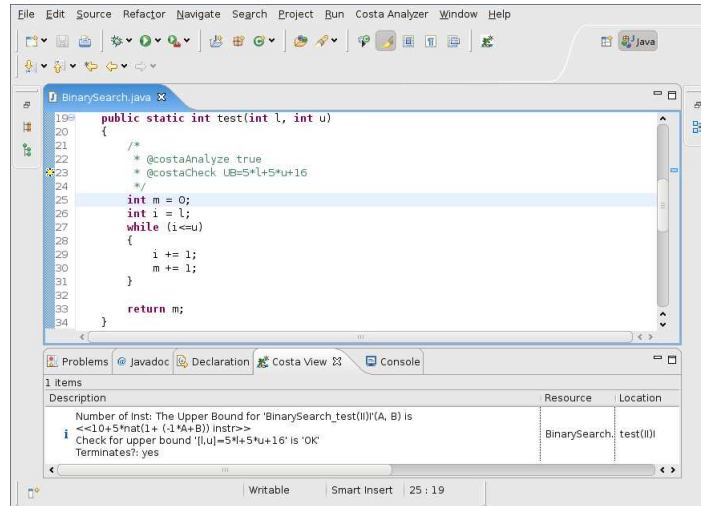 File Edit Source Refactor Navigate Search Project Run Costa Analyzer Window Help
Java
BinarySearch.java
19 public static int test(int l, int u)
20 {
21 /*
22 * @costaAnalyze true
23 * @costaCheck UB=5*l+5*u+16
24 */
25 int m = 0;
26 int i = l;
27 while (i<=u)
28 {
29 i += 1;
30 m += 1;
31 }
32
33 return m;
34 }
Problems @ Javadoc Declaration Costa View Console
1 items
Description Resource Location
Number of Inst: The Upper Bound for 'BinarySearch_test(II)I'(A, B) is
<<10+5*nat(1+ (-1*A+B)) instr>>
Check for upper bound '[l,u]=5*l+5*u+16' is 'OK'
Terminates?: yes
BinarySearch. test(II)I
Writable Smart Insert 25 : 19